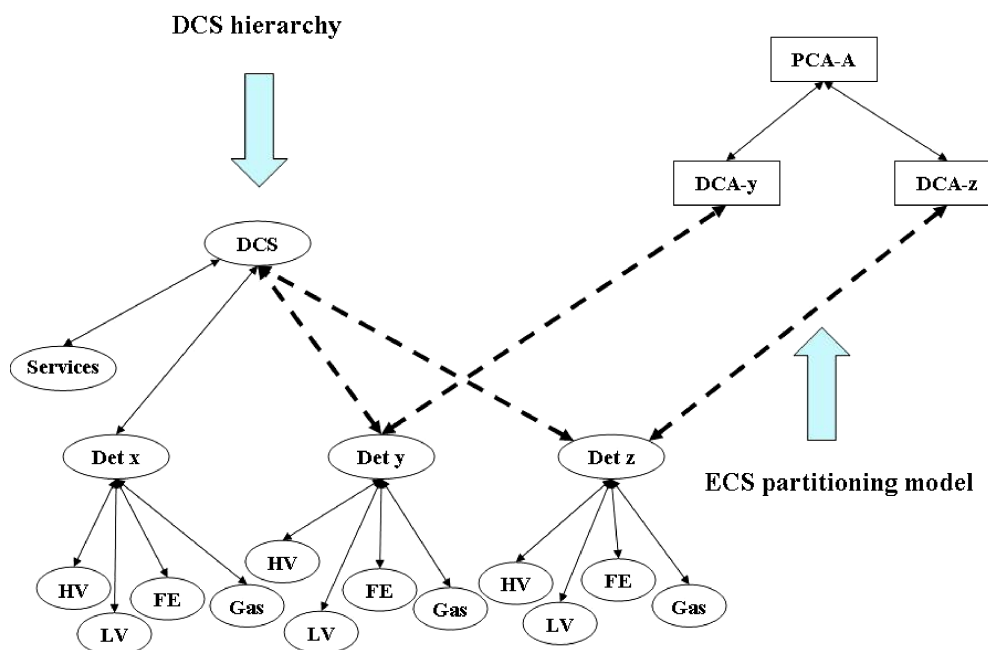 DCS hierarchy
PCA-A
DCA-y
DCA-z
DCS
Services
Det x
Det y
Det z
ECS partitioning model
HV
LV
FE
Gas
HV
LV
FE
Gas
HV
LV
FE
Gas